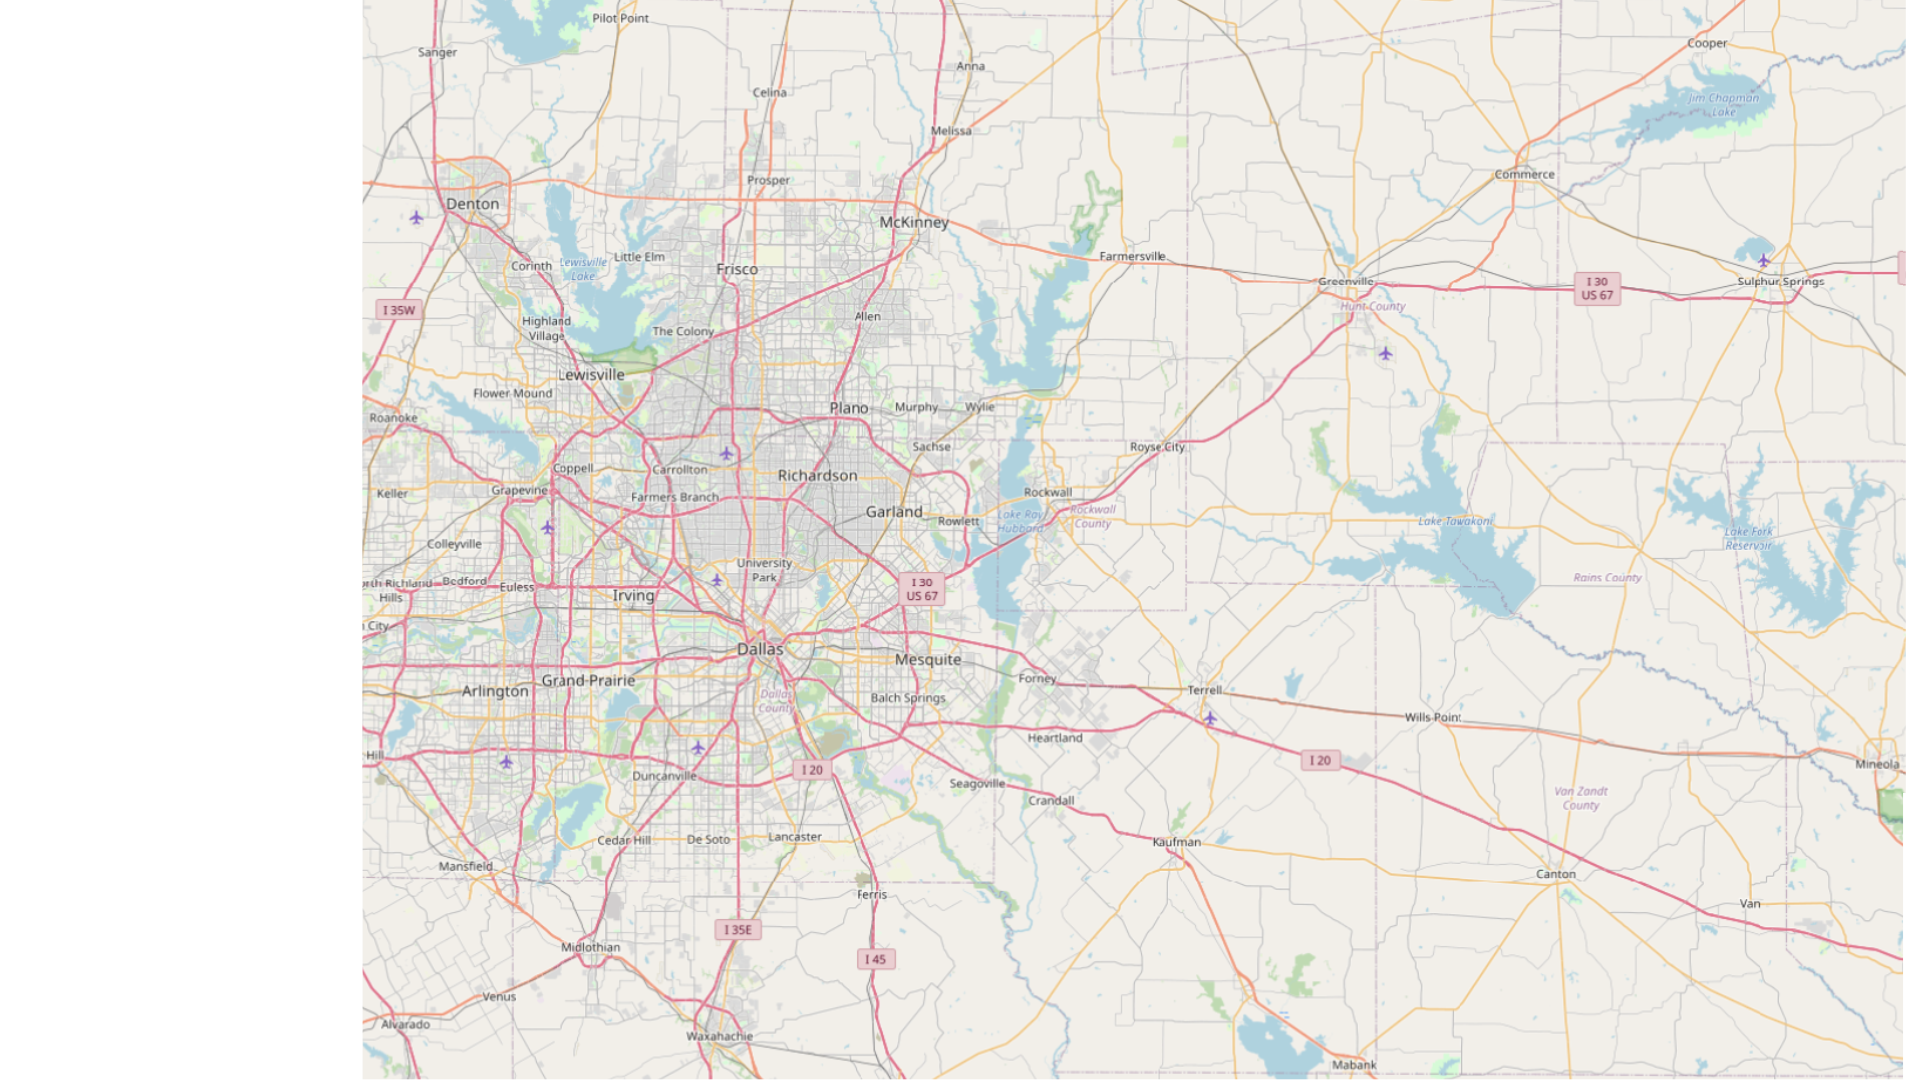 Pilot Point
Sanger
Cooper
Anna
Celina
Jim Chapman
Lake
Melissa
Commerce
Prosper
Denton
McKinney
Farmersville
Little Elm
Corinth
Lewisville
Lake
Frisco
Greenville
Sulphur Springs
I 30
US 67
Hunt County
I 35W
Allen
Highland
Village
The Colony
Lewisville
Flower Mound
Plano
Murphy
Wylie
Roanoke
Sachse
Royse City
Coppell
Carrollton
Richardson
Keller
Grapevine
Farmers Branch
Rockwall
Garland
Rowlett
Lake Ray
Hubbard
Rockwall
County
Lake Tawakoni
Lake Fork
Reservoir
Colleyville
University
Park
Rains County
rth Richland
Hills
Bedford
Euless
Irving
I 30
US 67
City
Dallas
Mesquite
Forney
Grand Prairie
Arlington
Dallas
County
Balch Springs
Terrell
Wills Point
Heartland
Hill
I 20
I 20
Mineola
Duncanville
Seagoville
Crandall
Van Zandt
County
Cedar Hill
De Soto
Lancaster
Kaufman
Mansfield
Canton
Ferris
Van
I 35E
Midlothian
I 45
Venus
Alvarado
Waxahachie
Mabank